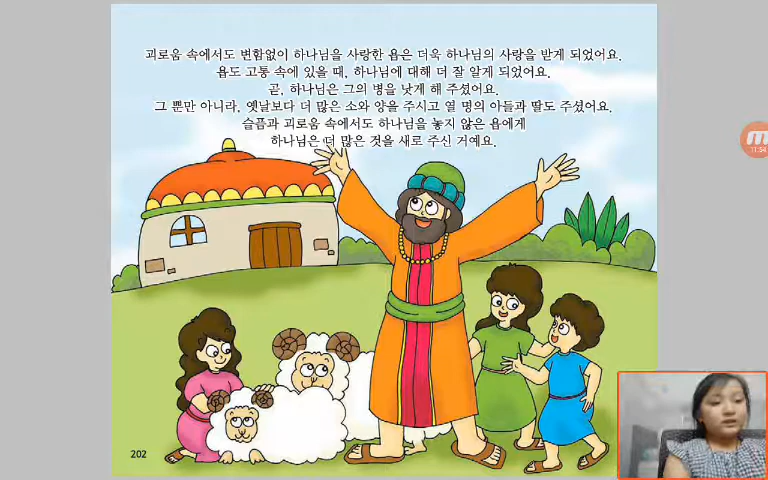 괴로움 속에서도 변함없이 하나님을 사랑한 욥은 더욱 하나님의 사랑을 받게 되었어요.
욥도 고통 속에 있을 때, 하나님에 대해 더 잘 알게 되었어요.
곧, 하나님은 그의 병을 낫게 해 주셨어요.
그 뿐만 아니라, 옛날보다 더 많은 소와 양을 주시고 열 명의 아들과 딸도 주셨어요.
슬픔과 괴로움 속에서도 하나님을 놓지 않은 욥에게
하나님은 더 많은 것을 새로 주신 거예요.
202
11:54